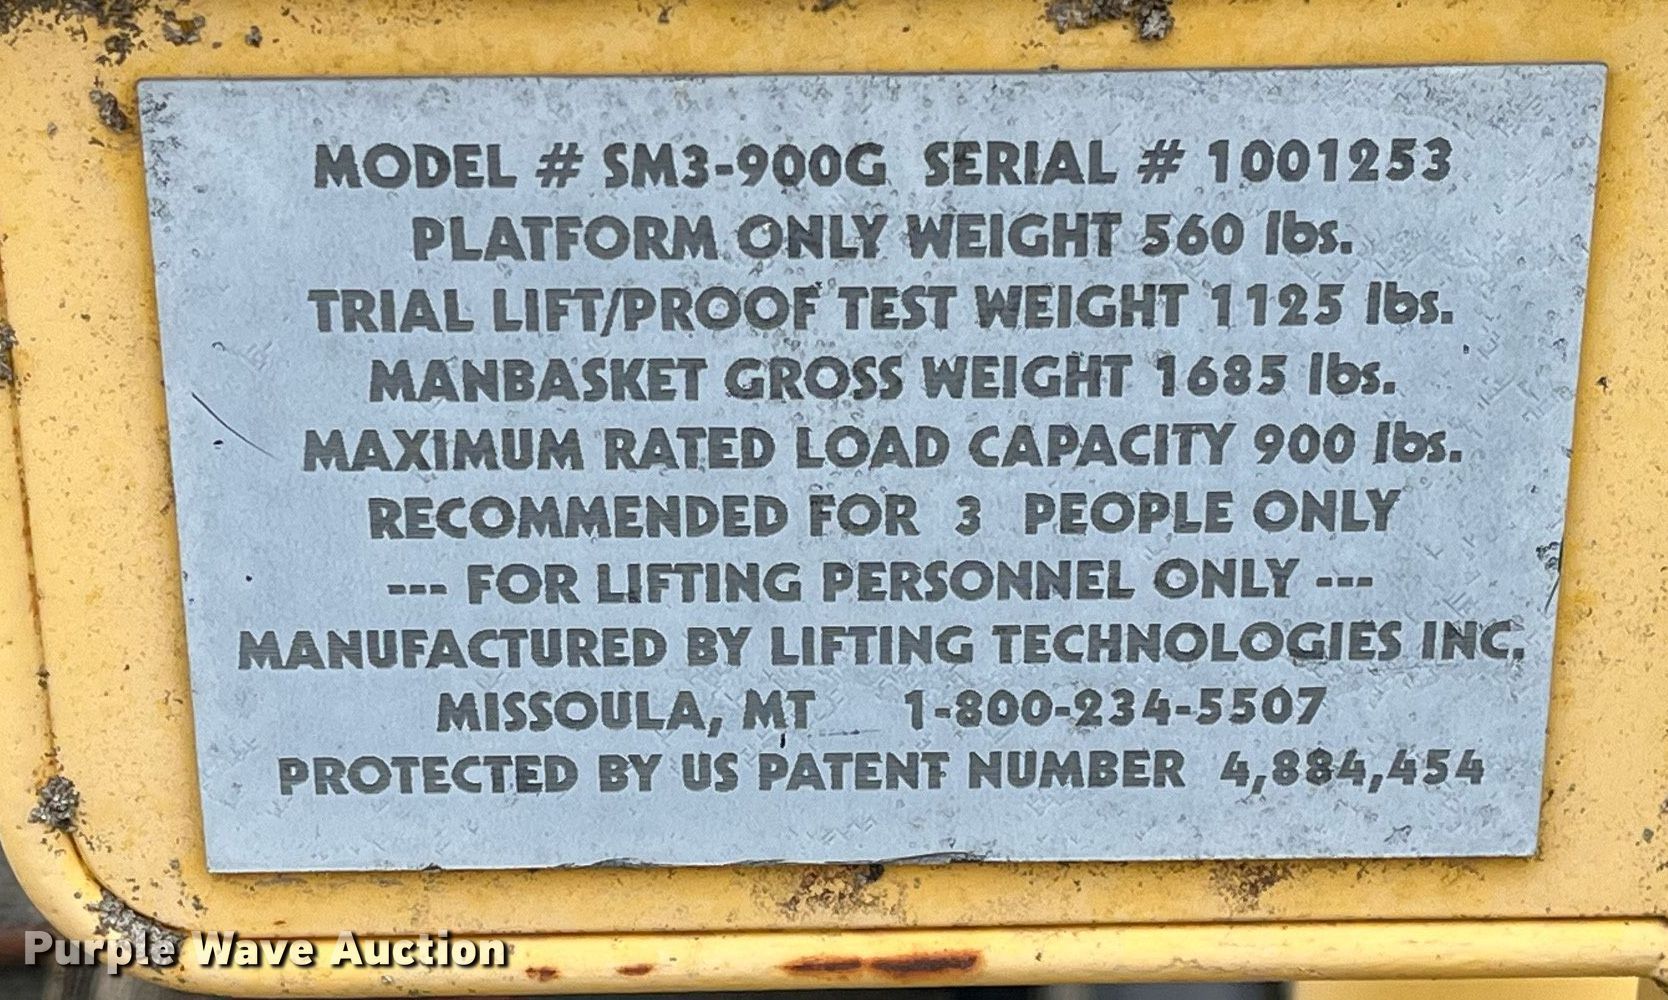 MODEL # SM3-900G SERIAL # 1001253
PLATFORM ONLY WEIGHT 560 lbs.
TRIAL LIFT/PROOF TEST WEIGHT 1125 lbs.
MANBASKET GROSS WEIGHT 1685 lbs.
MAXIMUM RATED LOAD CAPACITY 900 lbs.
RECOMMENDED FOR 3 PEOPLE ONLY
--- FOR LIFTING PERSONNEL ONLY ---
MANUFACTURED BY LIFTING TECHNOLOGIES INC.
MISSOULA, MT 1-800-234-5507
PROTECTED BY US PATENT NUMBER 4,884,454
Purple Wave Auction